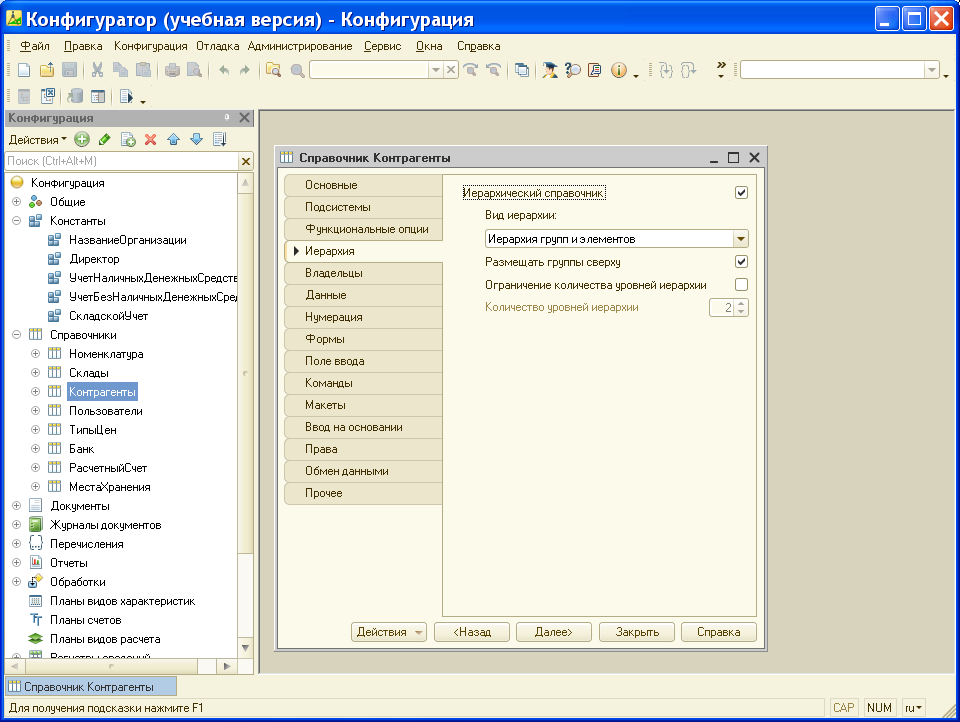 Конфигуратор (учебная версия) - Конфигурация
Файл Правка Конфигурация Отладка Администрирование Сервис Окна Справка
Конфигурация
Действия
Поиск (Ctrl+Alt+M)
Конфигурация
Общие
Константы
НазваниеОрганизации
Директор
УчетНаличныхДенежныхСредств
УчетБезНаличныхДенежныхСред
СкладскойУчет
Справочники
Номенклатура
Склады
Контрагенты
Пользователи
ТипыЦен
Банк
РасчетныйСчет
МестаХранения
Документы
Журналы документов
Перечисления
Отчеты
Обработки
Планы видов характеристик
Планы счетов
Планы видов расчета
Регистры сведений
Справочник Контрагенты
Основные
Подсистемы
Функциональные опции
Иерархия
Владельцы
Данные
Нумерация
Формы
Поле ввода
Команды
Макеты
Ввод на основании
Права
Обмен данными
Прочее
Иерархический справочник
Вид иерархии:
Иерархия групп и элементов
Размещать группы сверху
Ограничение количества уровней иерархии
Количество уровней иерархии 2
Действия <Назад Далее> Закрыть Справка
Справочник Контрагенты
Для получения подсказки нажмите F1 CAP NUM ru